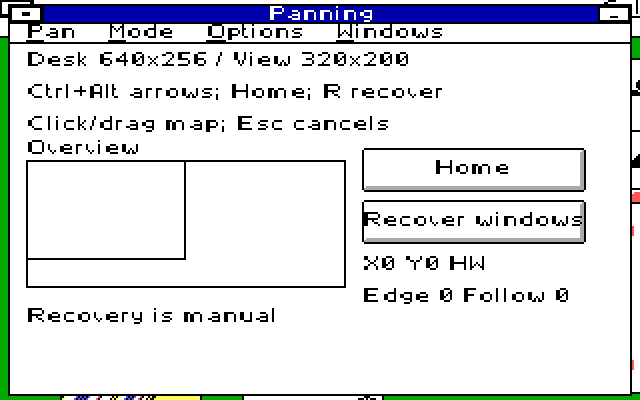 Panning
Pan Mode Options Windows
Desk 640x256 / View 320x200
Ctrl+Alt arrows; Home; R recover
Click/drag map; Esc cancels
Overview
Home
Recover windows
X0 Y0 HW
Edge 0 Follow 0
Recovery is manual